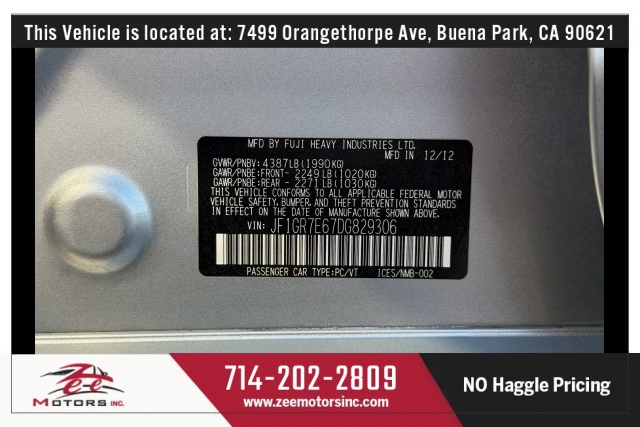 This Vehicle is located at: 7499 Orangethorpe Ave, Buena Park, CA 90621
MFD BY FUJI HEAVY INDUSTRIES LTD.
MFD IN 12/12
GVWR/PNBV: 4387LB(1990KG)
GAWR/PNBE:FRONT- 2249LB(1020KG)
GAWR/PNBE:REAR - 2271LB(1030KG)
THIS VEHICLE CONFORMS TO ALL APPLICABLE FEDERAL MOTOR
VEHICLE SAFETY, BUMPER, AND THEFT PREVENTION STANDARDS
IN EFFECT ON THE DATE OF MANUFACTURE SHOWN ABOVE.
VIN: JF1GR7E67DG829306
PASSENGER CAR TYPE:PC/VT ICES/NMB-002
Zee
MOTORS INC.
714-202-2809
www.zeemotorsinc.com
NO Haggle Pricing